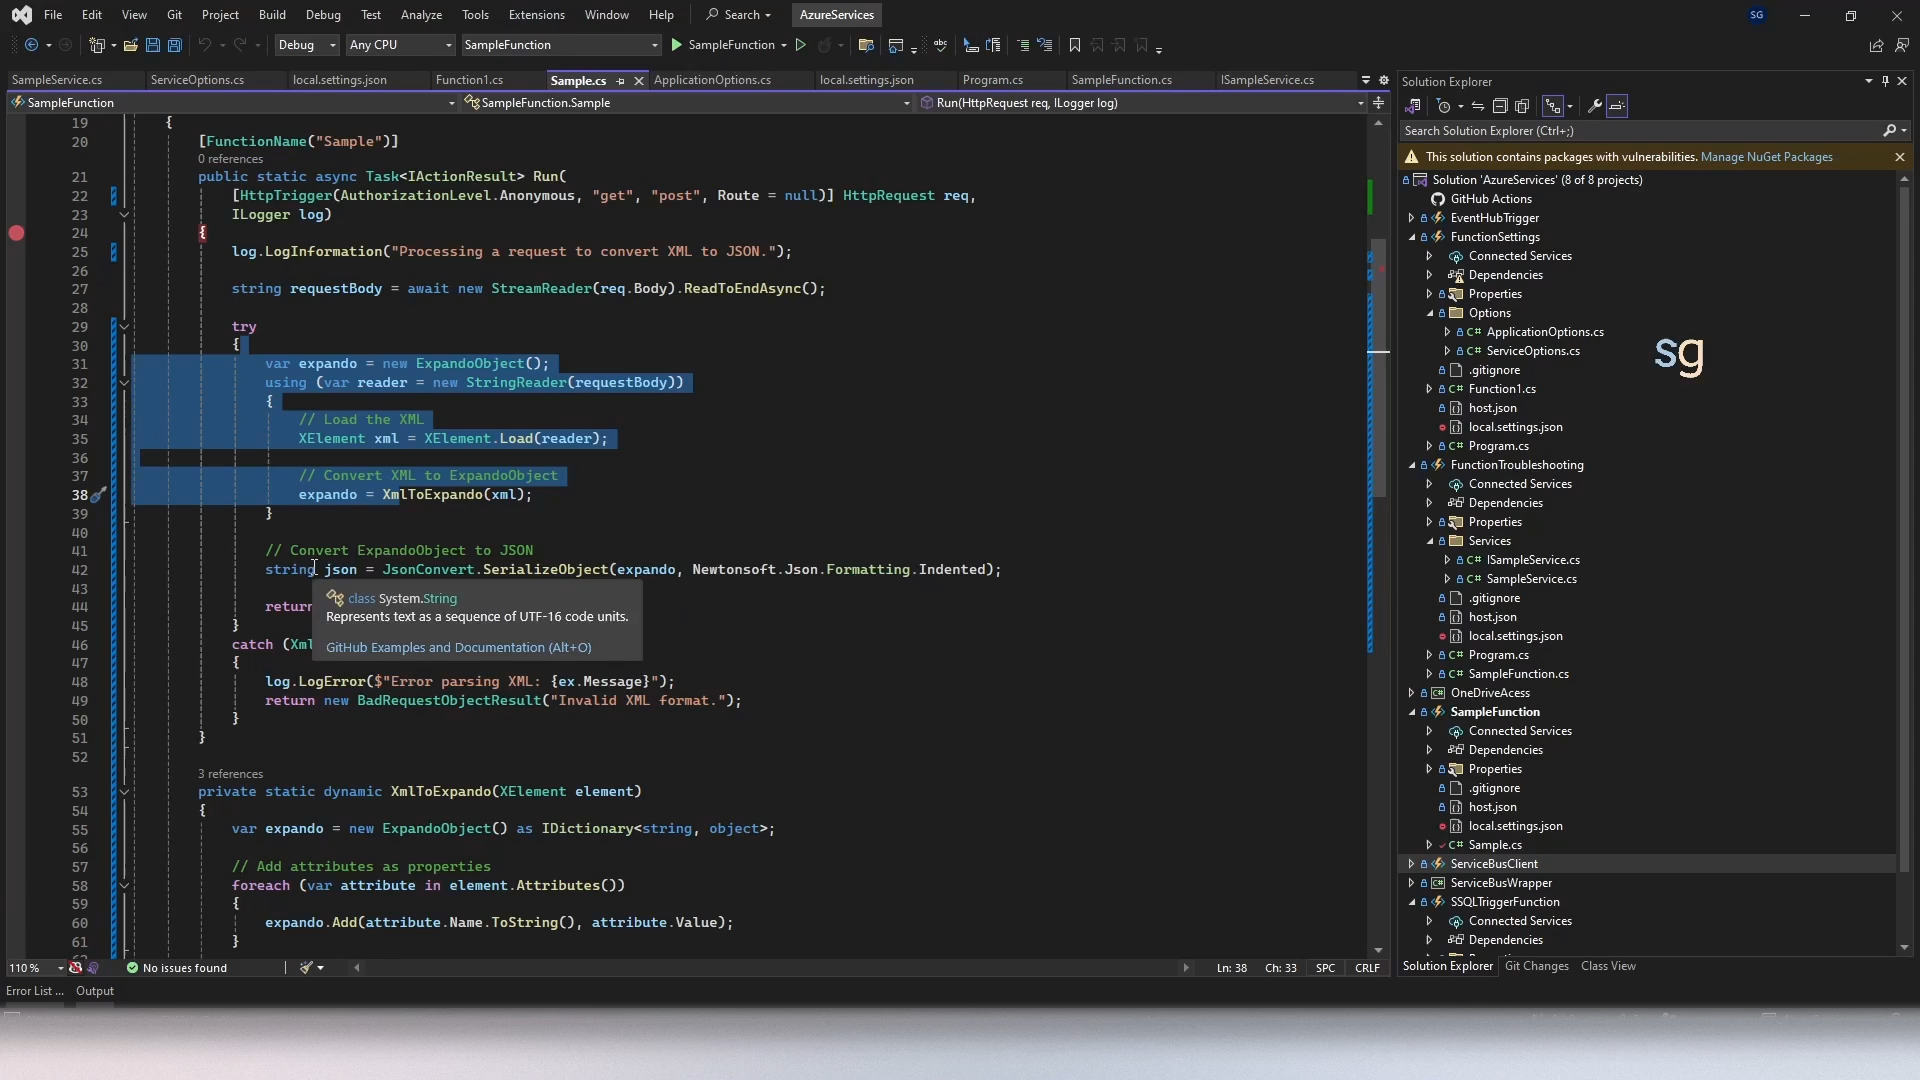 File Edit View Git Project Build Debug Test Analyze Tools Extensions Window Help Search AzureServices SG
Debug Any CPU SampleFunction SampleFunction
SampleService.cs ServiceOptions.cs local.settings.json Function1.cs Sample.cs ApplicationOptions.cs local.settings.json Program.cs SampleFunction.cs ISampleService.cs
SampleFunction SampleFunction.Sample Run(HttpRequest req, ILogger log)
19 {
20 [FunctionName("Sample")]
0 references
21 public static async Task<IActionResult> Run(
22 [HttpTrigger(AuthorizationLevel.Anonymous, "get", "post", Route = null)] HttpRequest req,
23 ILogger log)
24 {
25 log.LogInformation("Processing a request to convert XML to JSON.");
26
27 string requestBody = await new StreamReader(req.Body).ReadToEndAsync();
28
29 try
30 {
31 var expando = new ExpandoObject();
32 using (var reader = new StringReader(requestBody))
33 {
34 // Load the XML
35 XElement xml = XElement.Load(reader);
36
37 // Convert XML to ExpandoObject
38 expando = XmlToExpando(xml);
39 }
40
41 // Convert ExpandoObject to JSON
42 string json = JsonConvert.SerializeObject(expando, Newtonsoft.Json.Formatting.Indented);
43
class System.String
44 return
Represents text as a sequence of UTF-16 code units.
45 }
46 catch (Xml
GitHub Examples and Documentation (Alt+O)
47 {
48 log.LogError($"Error parsing XML: {ex.Message}");
49 return new BadRequestObjectResult("Invalid XML format.");
50 }
51 }
52
3 references
53 private static dynamic XmlToExpando(XElement element)
54 {
55 var expando = new ExpandoObject() as IDictionary<string, object>;
56
57 // Add attributes as properties
58 foreach (var attribute in element.Attributes())
59 {
60 expando.Add(attribute.Name.ToString(), attribute.Value);
61 }
110 % No issues found Ln: 38 Ch: 33 SPC CRLF
Error List ... Output
Solution Explorer
Search Solution Explorer (Ctrl+;)
This solution contains packages with vulnerabilities. Manage NuGet Packages
Solution 'AzureServices' (8 of 8 projects)
GitHub Actions
EventHubTrigger
FunctionSettings
Connected Services
Dependencies
Properties
Options
C# ApplicationOptions.cs
C# ServiceOptions.cs
sg
.gitignore
C# Function1.cs
host.json
local.settings.json
C# Program.cs
FunctionTroubleshooting
Connected Services
Dependencies
Properties
Services
C# ISampleService.cs
C# SampleService.cs
.gitignore
host.json
local.settings.json
C# Program.cs
C# SampleFunction.cs
C# OneDriveAcess
SampleFunction
Connected Services
Dependencies
Properties
.gitignore
host.json
local.settings.json
C# Sample.cs
ServiceBusClient
C# ServiceBusWrapper
SSQLTriggerFunction
Connected Services
Dependencies
Solution Explorer Git Changes Class View